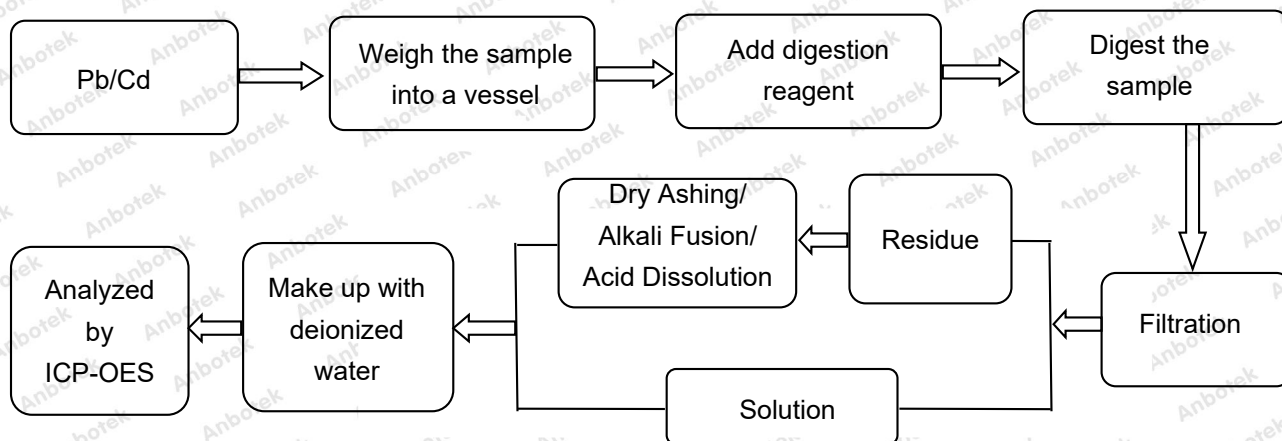 Pb/Cd
Weigh the sample
into a vessel
Add digestion
reagent
Digest the
sample
Filtration
Residue
Dry Ashing/
Alkali Fusion/
Acid Dissolution
Solution
Make up with
deionized
water
Analyzed
by
ICP-OES
Anbotek